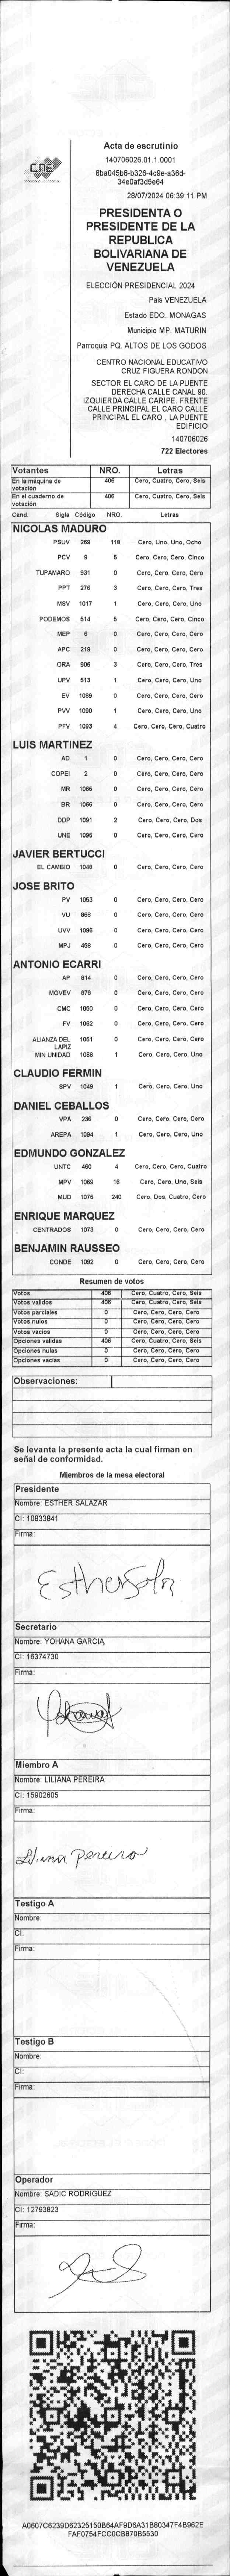 CNE
Acta de escrutinio
140706026.01.1.0001
8ba045b8-b326-4c9e-a36d-
34e0af3d5e64
28/07/2024 06:39:11 PM
PRESIDENTA O
PRESIDENTE DE LA
REPUBLICA
BOLIVARIANA DE
VENEZUELA
ELECCIÓN PRESIDENCIAL 2024
País VENEZUELA
Estado EDO. MONAGAS
Municipio MP. MATURIN
Parroquia PQ. ALTOS DE LOS GODOS
CENTRO NACIONAL EDUCATIVO
CRUZ FIGUERA RONDON
SECTOR EL CARO DE LA PUENTE
DERECHA CALLE CANAL 90.
IZQUIERDA CALLE CARIPE. FRENTE
CALLE PRINCIPAL EL CARO CALLE
PRINCIPAL EL CARO , LA PUENTE
EDIFICIO
140706026
722 Electores
Votantes NRO. Letras
En la máquina de votación 406 Cero, Cuatro, Cero, Seis
En el cuaderno de votación 406 Cero, Cuatro, Cero, Seis
Cand. Sigla Código NRO. Letras
NICOLAS MADURO
PSUV 269 118 Cero, Uno, Uno, Ocho
PCV 9 5 Cero, Cero, Cero, Cinco
TUPAMARO 931 0 Cero, Cero, Cero, Cero
PPT 276 3 Cero, Cero, Cero, Tres
MSV 1017 1 Cero, Cero, Cero, Uno
PODEMOS 514 5 Cero, Cero, Cero, Cinco
MEP 6 0 Cero, Cero, Cero, Cero
APC 219 0 Cero, Cero, Cero, Cero
ORA 906 3 Cero, Cero, Cero, Tres
UPV 513 1 Cero, Cero, Cero, Uno
EV 1089 0 Cero, Cero, Cero, Cero
PVV 1090 1 Cero, Cero, Cero, Uno
PFV 1093 4 Cero, Cero, Cero, Cuatro
LUIS MARTINEZ
AD 1 0 Cero, Cero, Cero, Cero
COPEI 2 0 Cero, Cero, Cero, Cero
MR 1065 0 Cero, Cero, Cero, Cero
BR 1066 0 Cero, Cero, Cero, Cero
DDP 1091 2 Cero, Cero, Cero, Dos
UNE 1095 0 Cero, Cero, Cero, Cero
JAVIER BERTUCCI
EL CAMBIO 1048 0 Cero, Cero, Cero, Cero
JOSE BRITO
PV 1053 0 Cero, Cero, Cero, Cero
VU 868 0 Cero, Cero, Cero, Cero
UVV 1096 0 Cero, Cero, Cero, Cero
MPJ 458 0 Cero, Cero, Cero, Cero
ANTONIO ECARRI
AP 814 0 Cero, Cero, Cero, Cero
MOVEV 878 0 Cero, Cero, Cero, Cero
CMC 1050 0 Cero, Cero, Cero, Cero
FV 1062 0 Cero, Cero, Cero, Cero
ALIANZA DEL LAPIZ 1061 0 Cero, Cero, Cero, Cero
MIN UNIDAD 1068 1 Cero, Cero, Cero, Uno
CLAUDIO FERMIN
SPV 1049 1 Cero, Cero, Cero, Uno
DANIEL CEBALLOS
VPA 236 0 Cero, Cero, Cero, Cero
AREPA 1094 1 Cero, Cero, Cero, Uno
EDMUNDO GONZALEZ
UNTC 460 4 Cero, Cero, Cero, Cuatro
MPV 1069 16 Cero, Cero, Uno, Seis
MUD 1075 240 Cero, Dos, Cuatro, Cero
ENRIQUE MARQUEZ
CENTRADOS 1073 0 Cero, Cero, Cero, Cero
BENJAMIN RAUSSEO
CONDE 1092 0 Cero, Cero, Cero, Cero
Resumen de votos
Votos 406 Cero, Cuatro, Cero, Seis
Votos validos 406 Cero, Cuatro, Cero, Seis
Votos parciales 0 Cero, Cero, Cero, Cero
Votos nulos 0 Cero, Cero, Cero, Cero
Votos vacios 0 Cero, Cero, Cero, Cero
Opciones validas 406 Cero, Cuatro, Cero, Seis
Opciones nulas 0 Cero, Cero, Cero, Cero
Opciones vacias 0 Cero, Cero, Cero, Cero
Observaciones:
Se levanta la presente acta la cual firman en
señal de conformidad.
Miembros de la mesa electoral
Presidente
Nombre: ESTHER SALAZAR
CI: 10833841
Firma:
Secretario
Nombre: YOHANA GARCIA
CI: 16374730
Firma:
Miembro A
Nombre: LILIANA PEREIRA
CI: 15902605
Firma:
Liliana Pereira
Testigo A
Nombre:
CI:
Firma:
Testigo B
Nombre:
CI:
Firma:
Operador
Nombre: SADIC RODRIGUEZ
CI: 12793823
Firma:
A0607C6239D62325150B64AF9D6A31B80347F4B962E
FAF0754FCC0CB870B5530